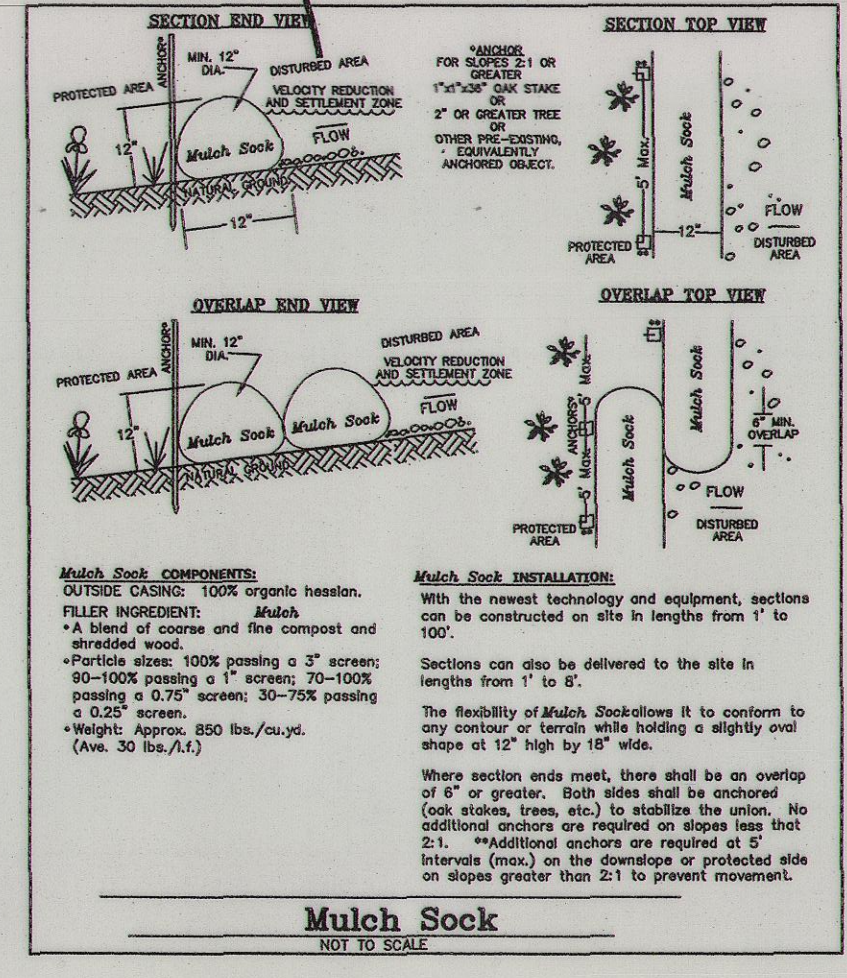 SECTION END VIEW
ANCHOR*
MIN. 12"
DIA.
DISTURBED AREA
PROTECTED AREA
VELOCITY REDUCTION
AND SETTLEMENT ZONE
FLOW
12"
Mulch Sock
NATURAL GROUND
12"
*ANCHOR
FOR SLOPES 2:1 OR
GREATER
1"x1"x36" OAK STAKE
OR
2" OR GREATER TREE
OR
OTHER PRE-EXISTING,
EQUIVALENTLY
ANCHORED OBJECT.
SECTION TOP VIEW
**
5' Max.
Mulch Sock
12"
FLOW
PROTECTED
AREA
**
DISTURBED
AREA
OVERLAP END VIEW
ANCHOR*
MIN. 12"
DIA.
DISTURBED AREA
PROTECTED AREA
VELOCITY REDUCTION
AND SETTLEMENT ZONE
FLOW
12"
Mulch Sock
Mulch Sock
NATURAL GROUND
OVERLAP TOP VIEW
**
5' Max.
ANCHORS*
5' Max.
Mulch Sock
Mulch Sock
6" MIN.
OVERLAP
FLOW
PROTECTED
AREA
**
DISTURBED
AREA
Mulch Sock COMPONENTS:
OUTSIDE CASING: 100% organic hessian.
FILLER INGREDIENT: Mulch
•A blend of coarse and fine compost and
shredded wood.
•Particle sizes: 100% passing a 3" screen;
90-100% passing a 1" screen; 70-100%
passing a 0.75" screen; 30-75% passing
a 0.25" screen.
•Weight: Approx. 850 lbs./cu.yd.
(Ave. 30 lbs./l.f.)
Mulch Sock INSTALLATION:
With the newest technology and equipment, sections
can be constructed on site in lengths from 1' to
100'.
Sections can also be delivered to the site in
lengths from 1' to 8'.
The flexibility of Mulch Sock allows it to conform to
any contour or terrain while holding a slightly oval
shape at 12" high by 18" wide.
Where section ends meet, there shall be an overlap
of 6" or greater. Both sides shall be anchored
(oak stakes, trees, etc.) to stabilize the union. No
additional anchors are required on slopes less that
2:1. **Additional anchors are required at 5'
intervals (max.) on the downslope or protected side
on slopes greater than 2:1 to prevent movement.
Mulch Sock
NOT TO SCALE